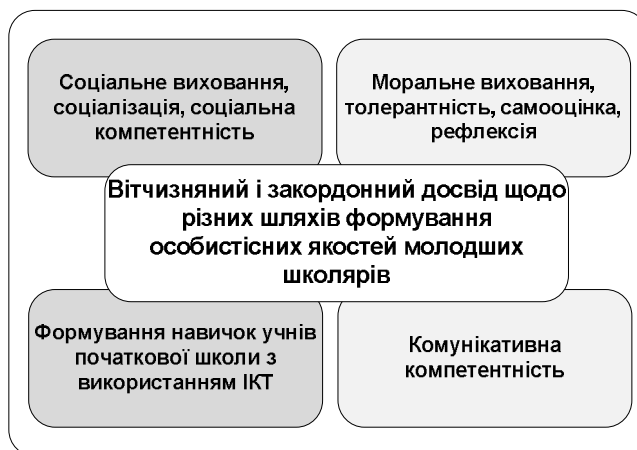 Соціальне виховання,
соціалізація, соціальна
компетентність
Моральне виховання,
толерантність, самооцінка,
рефлексія
Вітчизняний і закордонний досвід щодо
різних шляхів формування
особистісних якостей молодших
школярів
Формування навичок учнів
початкової школи з
використанням ІКТ
Комунікативна
компетентність